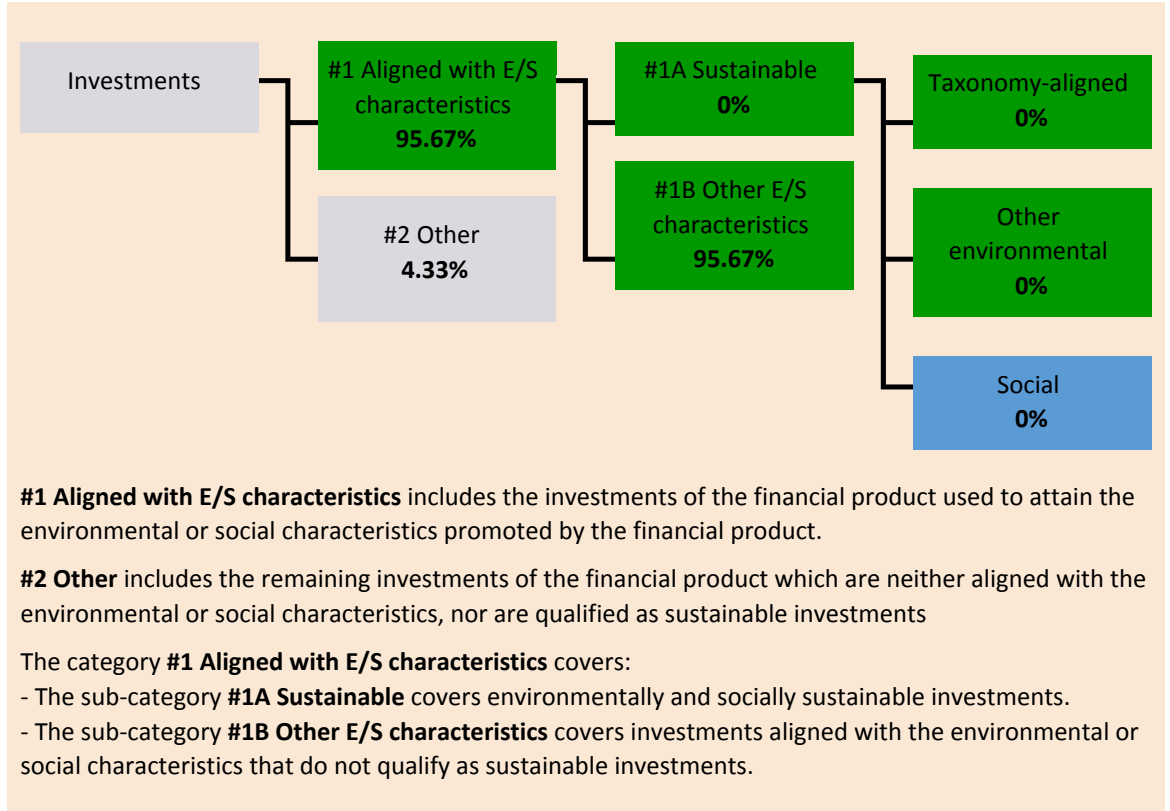 Investments
#1 Aligned with E/S
characteristics
95.67%
#2 Other
4.33%
#1A Sustainable
0%
#1B Other E/S
characteristics
95.67%
Taxonomy-aligned
0%
Other
environmental
0%
Social
0%
#1 Aligned with E/S characteristics includes the investments of the financial product used to attain the
environmental or social characteristics promoted by the financial product.
#2 Other includes the remaining investments of the financial product which are neither aligned with the
environmental or social characteristics, nor are qualified as sustainable investments
The category #1 Aligned with E/S characteristics covers:
- The sub-category #1A Sustainable covers environmentally and socially sustainable investments.
- The sub-category #1B Other E/S characteristics covers investments aligned with the environmental or
social characteristics that do not qualify as sustainable investments.